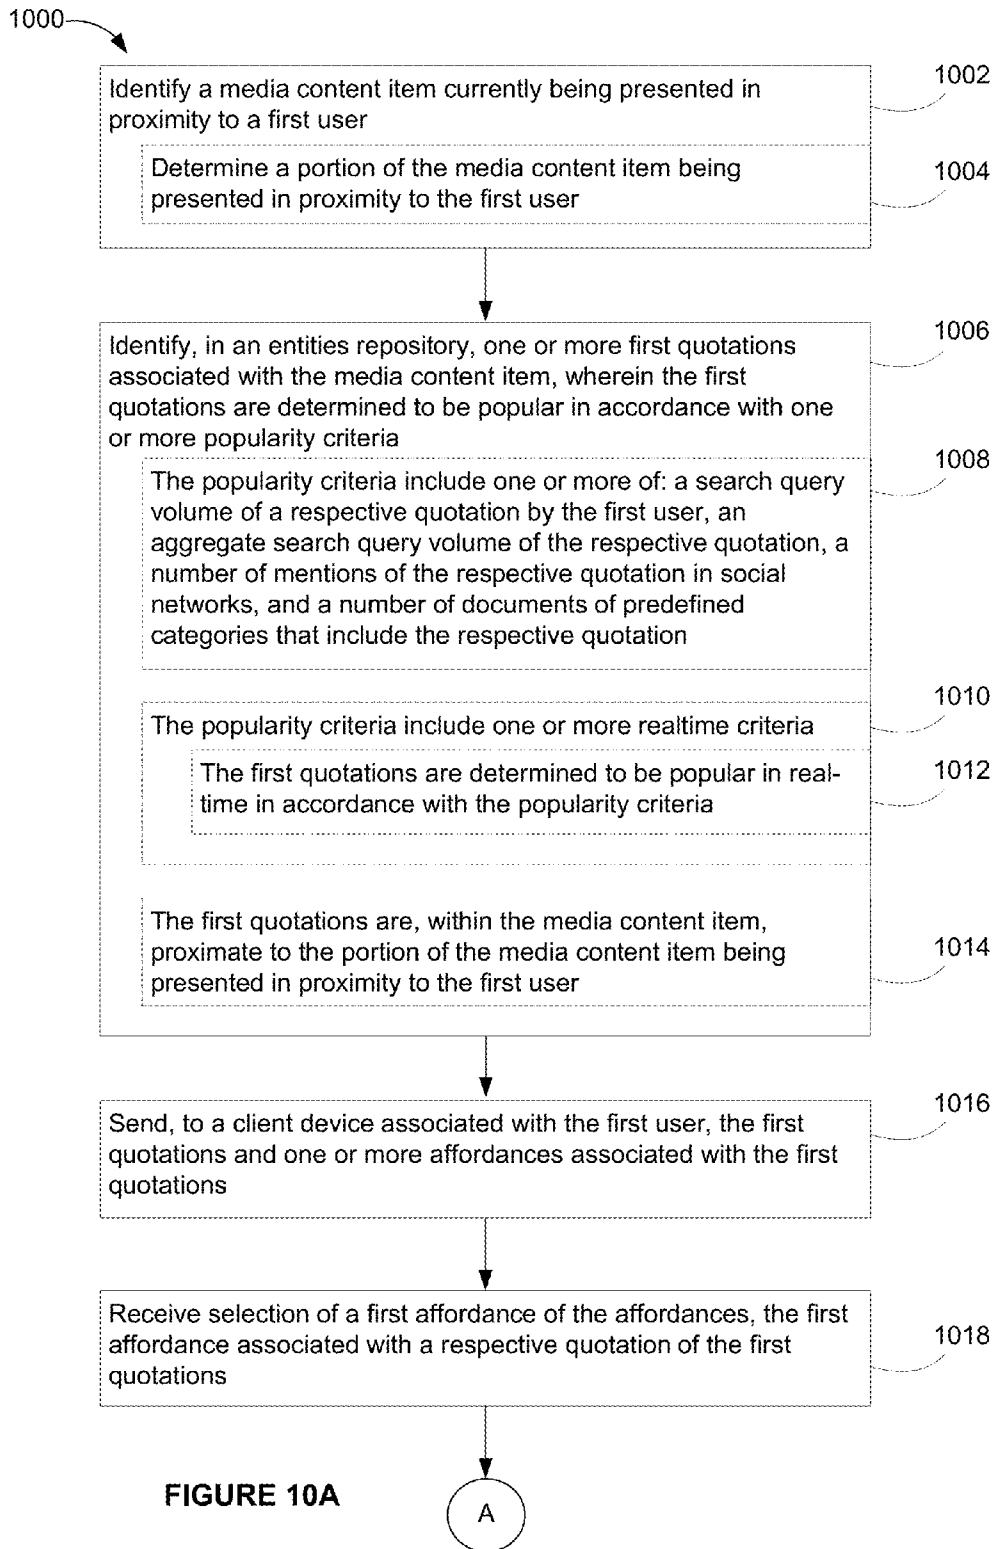 1000
Identify a media content item currently being presented in
proximity to a first user
1002
Determine a portion of the media content item being
presented in proximity to the first user
1004
Identify, in an entities repository, one or more first quotations
associated with the media content item, wherein the first
quotations are determined to be popular in accordance with one
or more popularity criteria
1006
The popularity criteria include one or more of: a search query
volume of a respective quotation by the first user, an
aggregate search query volume of the respective quotation, a
number of mentions of the respective quotation in social
networks, and a number of documents of predefined
categories that include the respective quotation
1008
The popularity criteria include one or more realtime criteria
1010
The first quotations are determined to be popular in real-
time in accordance with the popularity criteria
1012
The first quotations are, within the media content item,
proximate to the portion of the media content item being
presented in proximity to the first user
1014
Send, to a client device associated with the first user, the first
quotations and one or more affordances associated with the first
quotations
1016
Receive selection of a first affordance of the affordances, the first
affordance associated with a respective quotation of the first
quotations
1018
FIGURE 10A
A